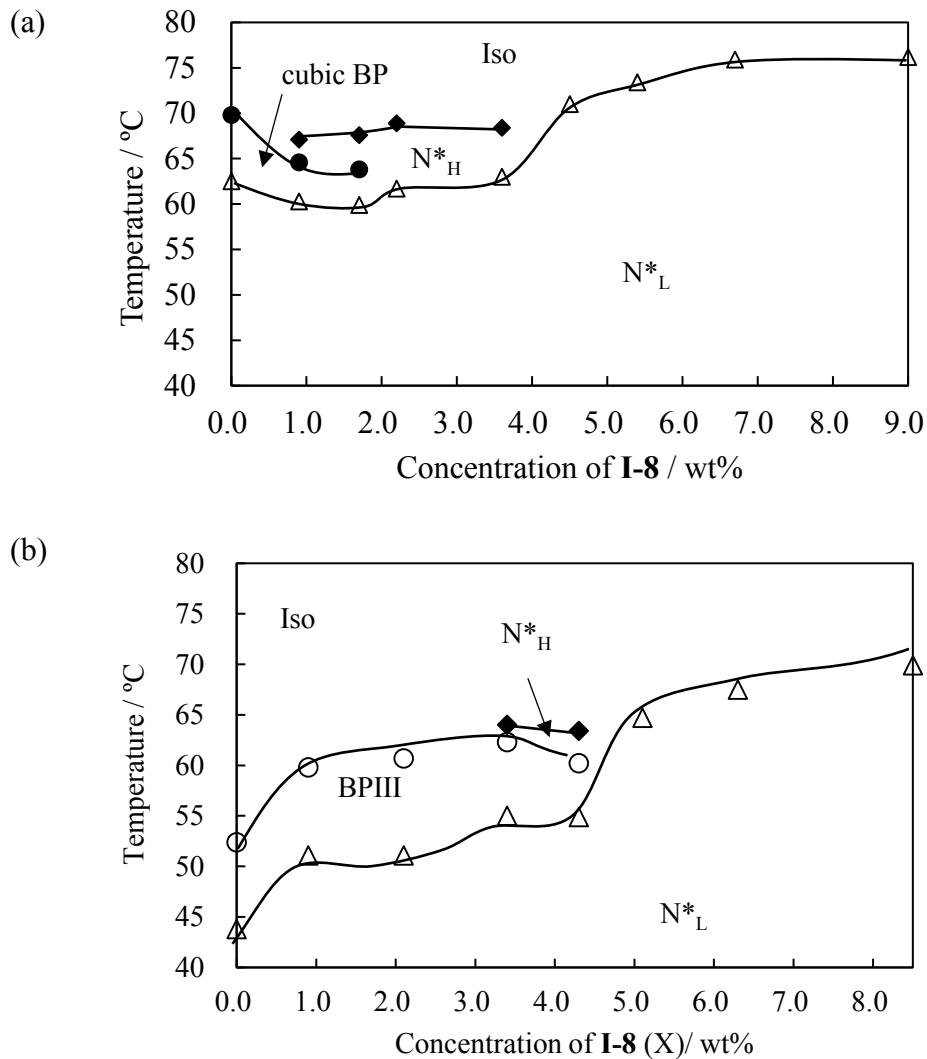 (a)
80
75
70
65
60
55
50
45
40
Temperature / ºC
Iso
cubic BP
N*H
N*L
0.0 1.0 2.0 3.0 4.0 5.0 6.0 7.0 8.0 9.0
Concentration of I-8 / wt%
(b)
80
75
70
65
60
55
50
45
40
Temperature / ºC
Iso
N*H
BPIII
N*L
0.0 1.0 2.0 3.0 4.0 5.0 6.0 7.0 8.0
Concentration of I-8 (X)/ wt%